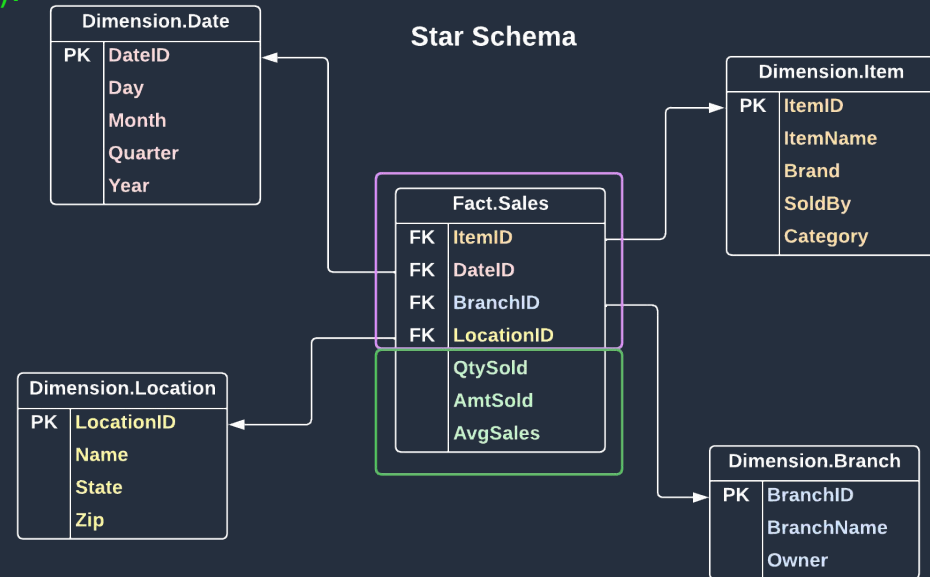 Star Schema
Dimension.Date
PK DateID
Day
Month
Quarter
Year
Dimension.Item
PK ItemID
ItemName
Brand
SoldBy
Category
Fact.Sales
FK ItemID
FK DateID
FK BranchID
FK LocationID
QtySold
AmtSold
AvgSales
Dimension.Location
PK LocationID
Name
State
Zip
Dimension.Branch
PK BranchID
BranchName
Owner